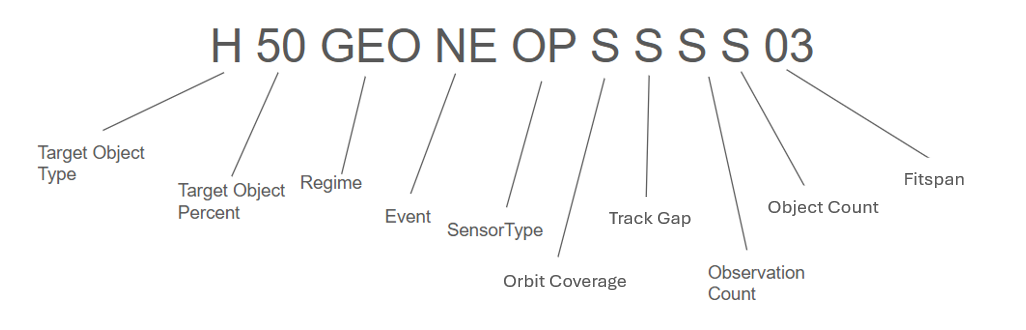 H 50 GEO NE OP S S S S 03
Target Object
Type
Target Object
Percent
Regime
Event
SensorType
Orbit Coverage
Track Gap
Observation
Count
Object Count
Fitspan